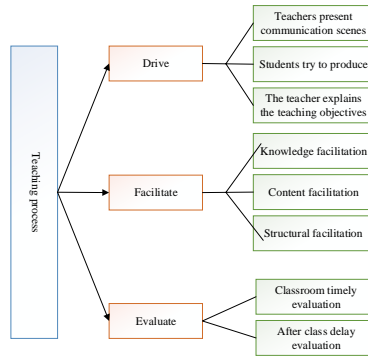 Teaching process
Drive
Teachers present
communication scenes
Students try to produce
The teacher explains
the teaching objectives
Facilitate
Knowledge facilitation
Content facilitation
Structural facilitation
Evaluate
Classroom timely
evaluation
After class delay
evaluation